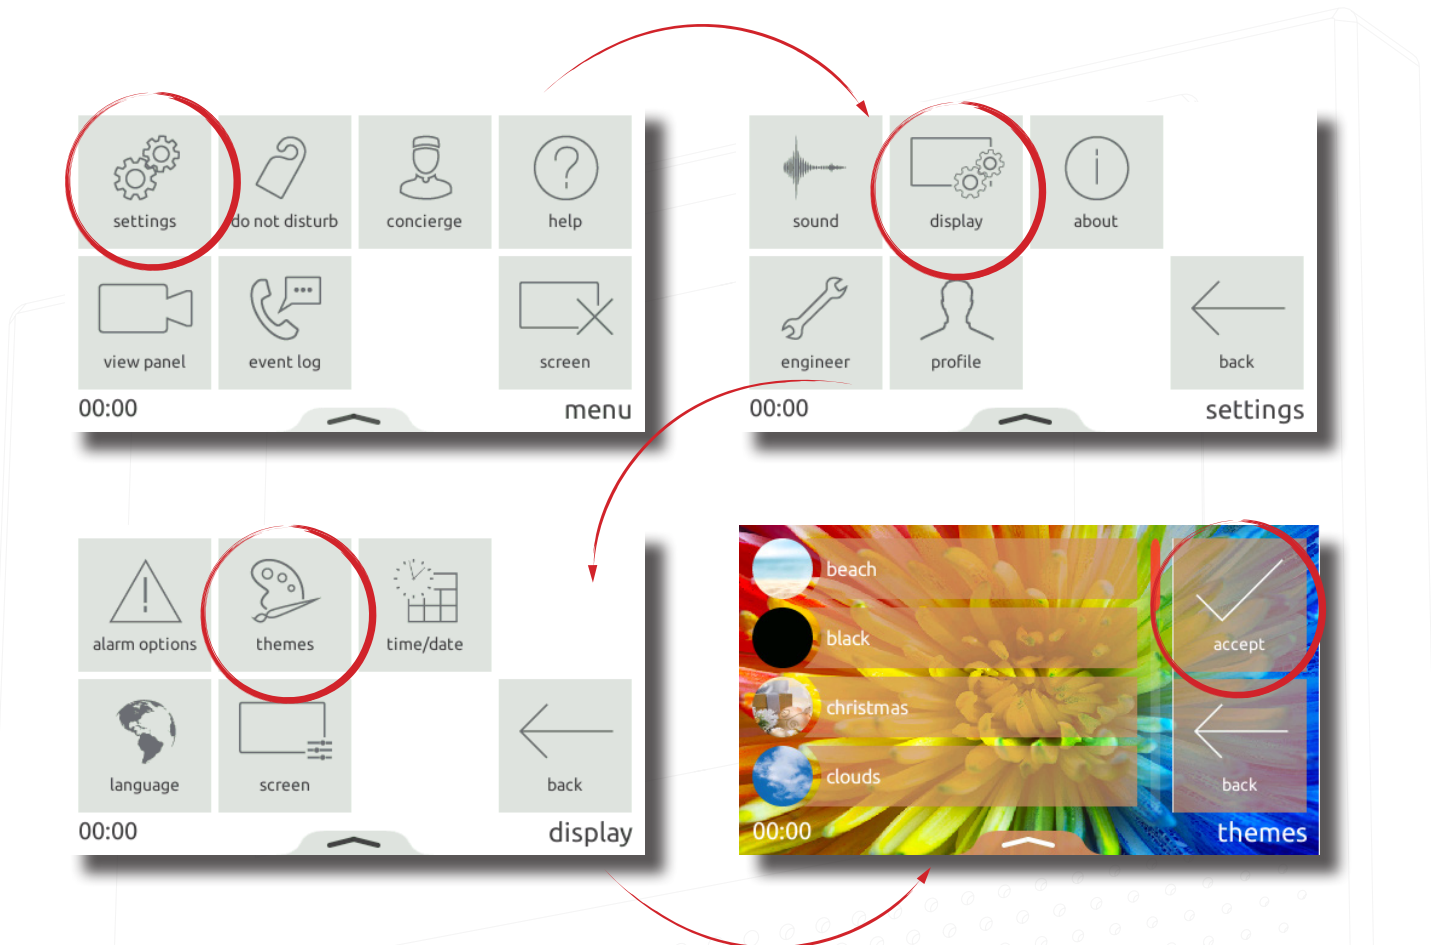 settings
do not disturb
concierge
help
view panel
event log
screen
00:00
menu
sound
display
about
engineer
profile
back
00:00
settings
alarm options
themes
time/date
language
screen
back
00:00
display
beach
accept
black
christmas
back
clouds
00:00
themes